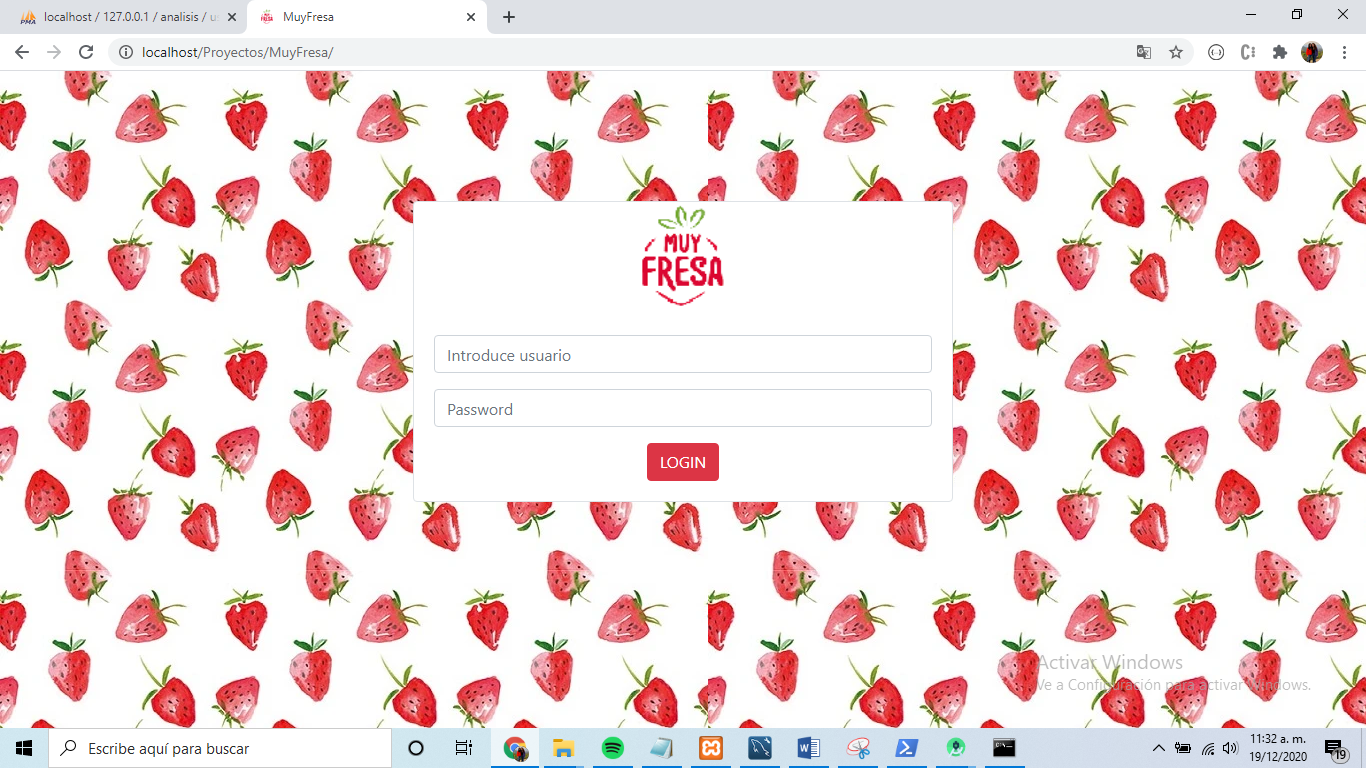 localhost / 127.0.0.1 / analisis / u
MuyFresa
localhost/Proyectos/MuyFresa/
MUY
FRESA
Introduce usuario
Password
LOGIN
Activar Windows
Ve a Configuración para activar Windows.
Escribe aquí para buscar
11:32 a. m.
19/12/2020
19